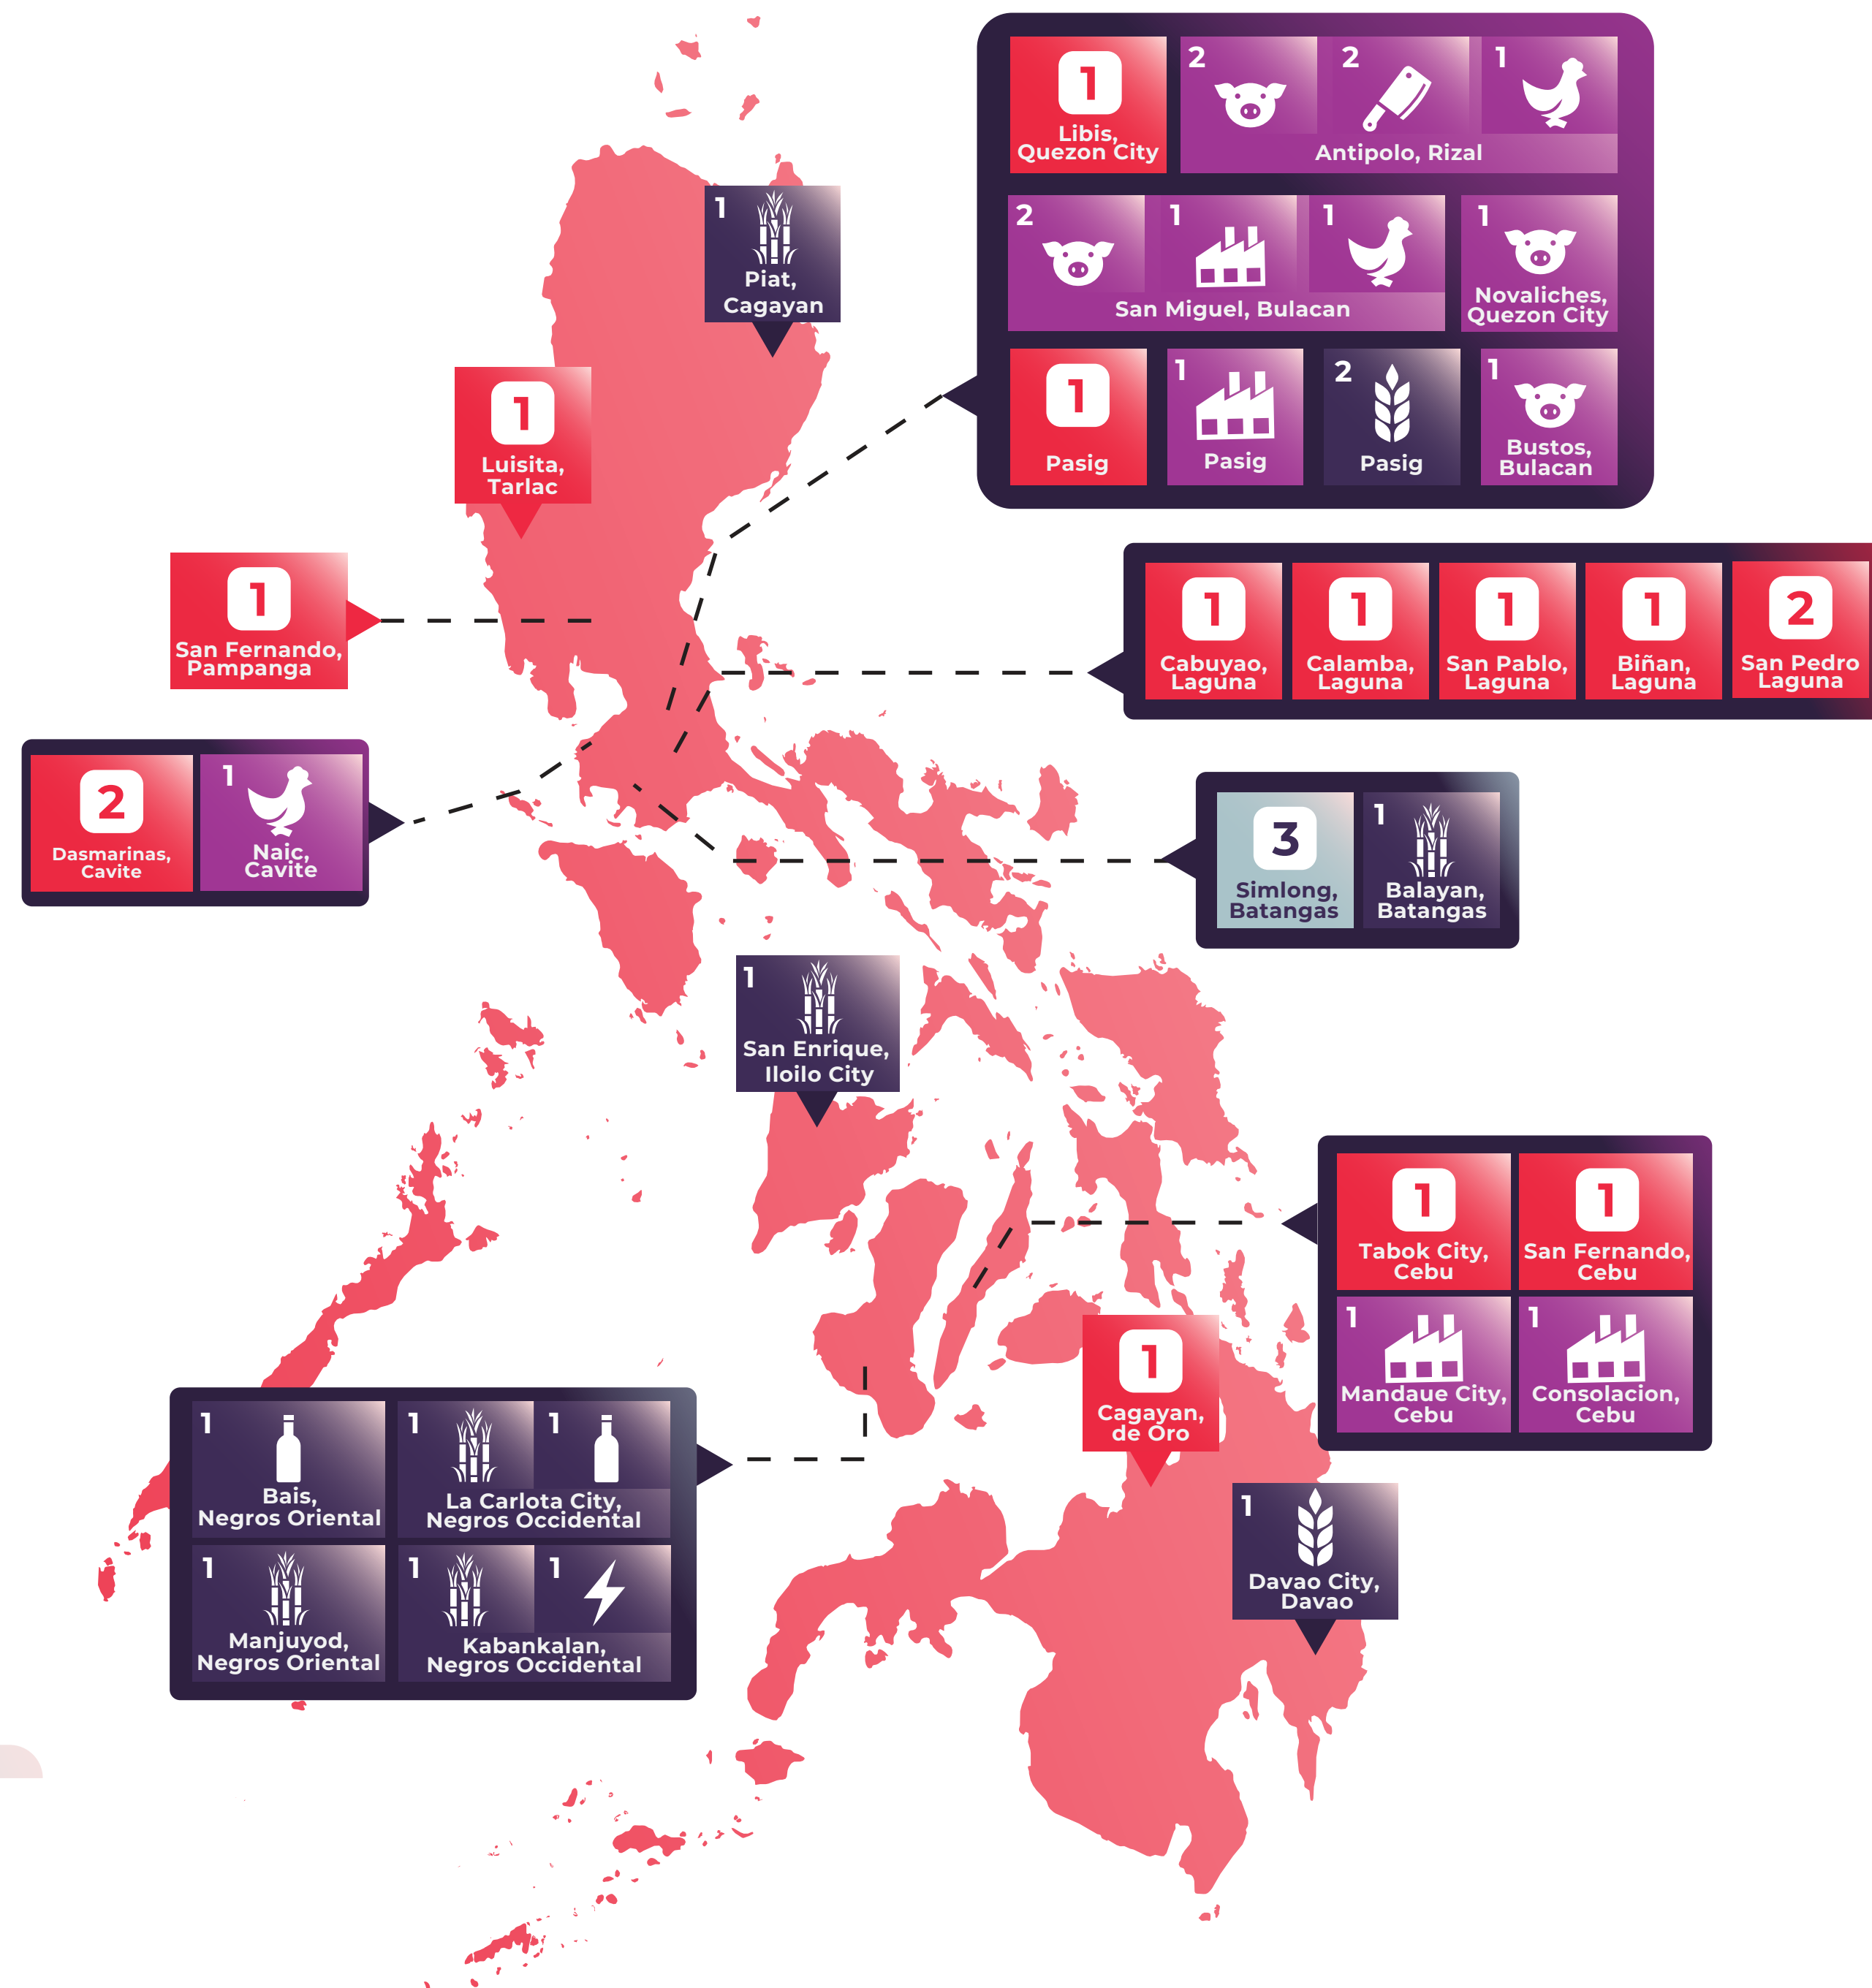 1
Libis,
Quezon City
2
2
1
Antipolo, Rizal
2
1
1
San Miguel, Bulacan
1
Novaliches,
Quezon City
1
Pasig
1
Pasig
2
Pasig
1
Bustos,
Bulacan
1
Piat,
Cagayan
1
Luisita,
Tarlac
1
San Fernando,
Pampanga
1
Cabuyao,
Laguna
1
Calamba,
Laguna
1
San Pablo,
Laguna
1
Biñan,
Laguna
2
San Pedro
Laguna
2
Dasmarinas,
Cavite
1
Naic,
Cavite
3
Simlong,
Batangas
1
Balayan,
Batangas
1
San Enrique,
Iloilo City
1
Tabok City,
Cebu
1
San Fernando,
Cebu
1
Mandaue City,
Cebu
1
Consolacion,
Cebu
1
Cagayan,
de Oro
1
Bais,
Negros Oriental
1
1
La Carlota City,
Negros Occidental
1
Manjuyod,
Negros Oriental
1
1
Kabankalan,
Negros Occidental
1
Davao City,
Davao